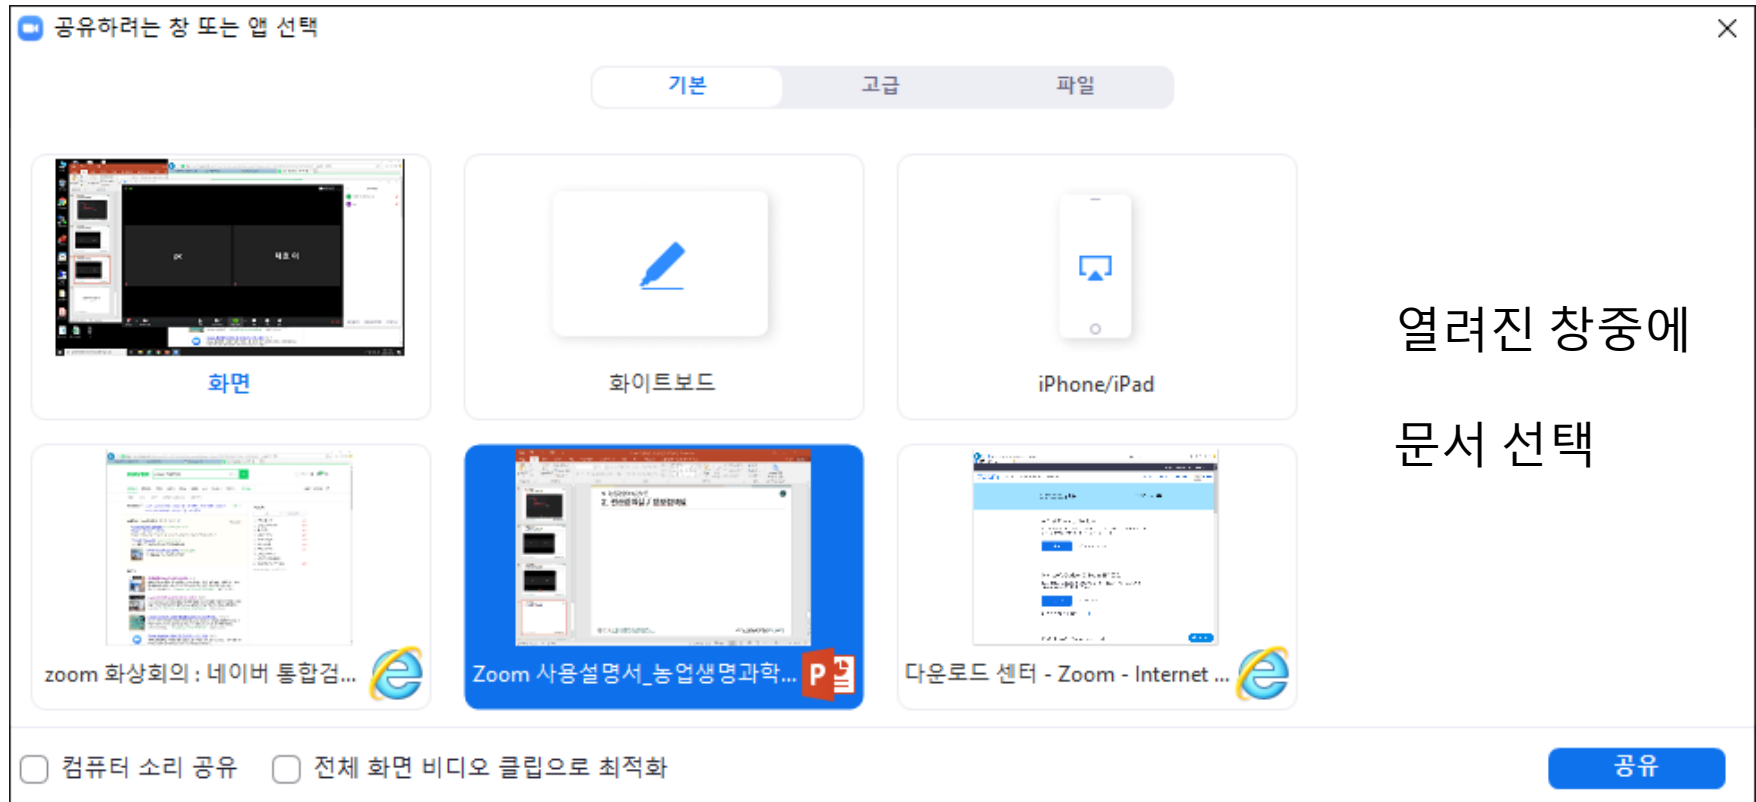 공유하려는 창 또는 앱 선택
기본
고급
파일
화면
화이트보드
iPhone/iPad
열려진 창중에
문서 선택
zoom 화상회의 : 네이버 통합검...
Zoom 사용설명서_농업생명과학...
다운로드 센터 - Zoom - Internet ...
컴퓨터 소리 공유
전체 화면 비디오 클립으로 최적화
공유